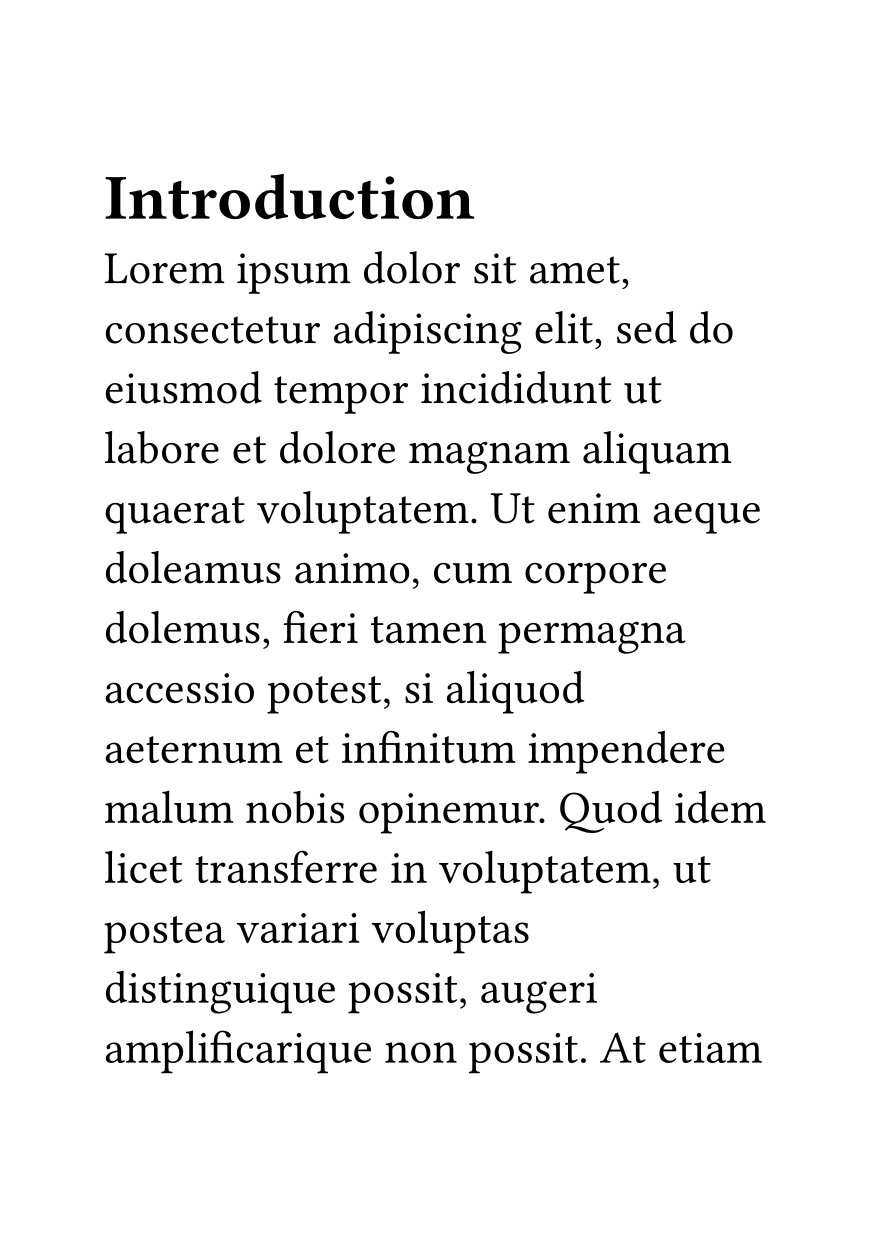 Introduction
Lorem ipsum dolor sit amet,
consectetur adipiscing elit, sed do
eiusmod tempor incididunt ut
labore et dolore magnam aliquam
quaerat voluptatem. Ut enim aeque
doleamus animo, cum corpore
dolemus, fieri tamen permagna
accessio potest, si aliquod
aeternum et infinitum impendere
malum nobis opinemur. Quod idem
licet transferre in voluptatem, ut
postea variari voluptas
distinguique possit, augeri
amplificarique non possit. At etiam